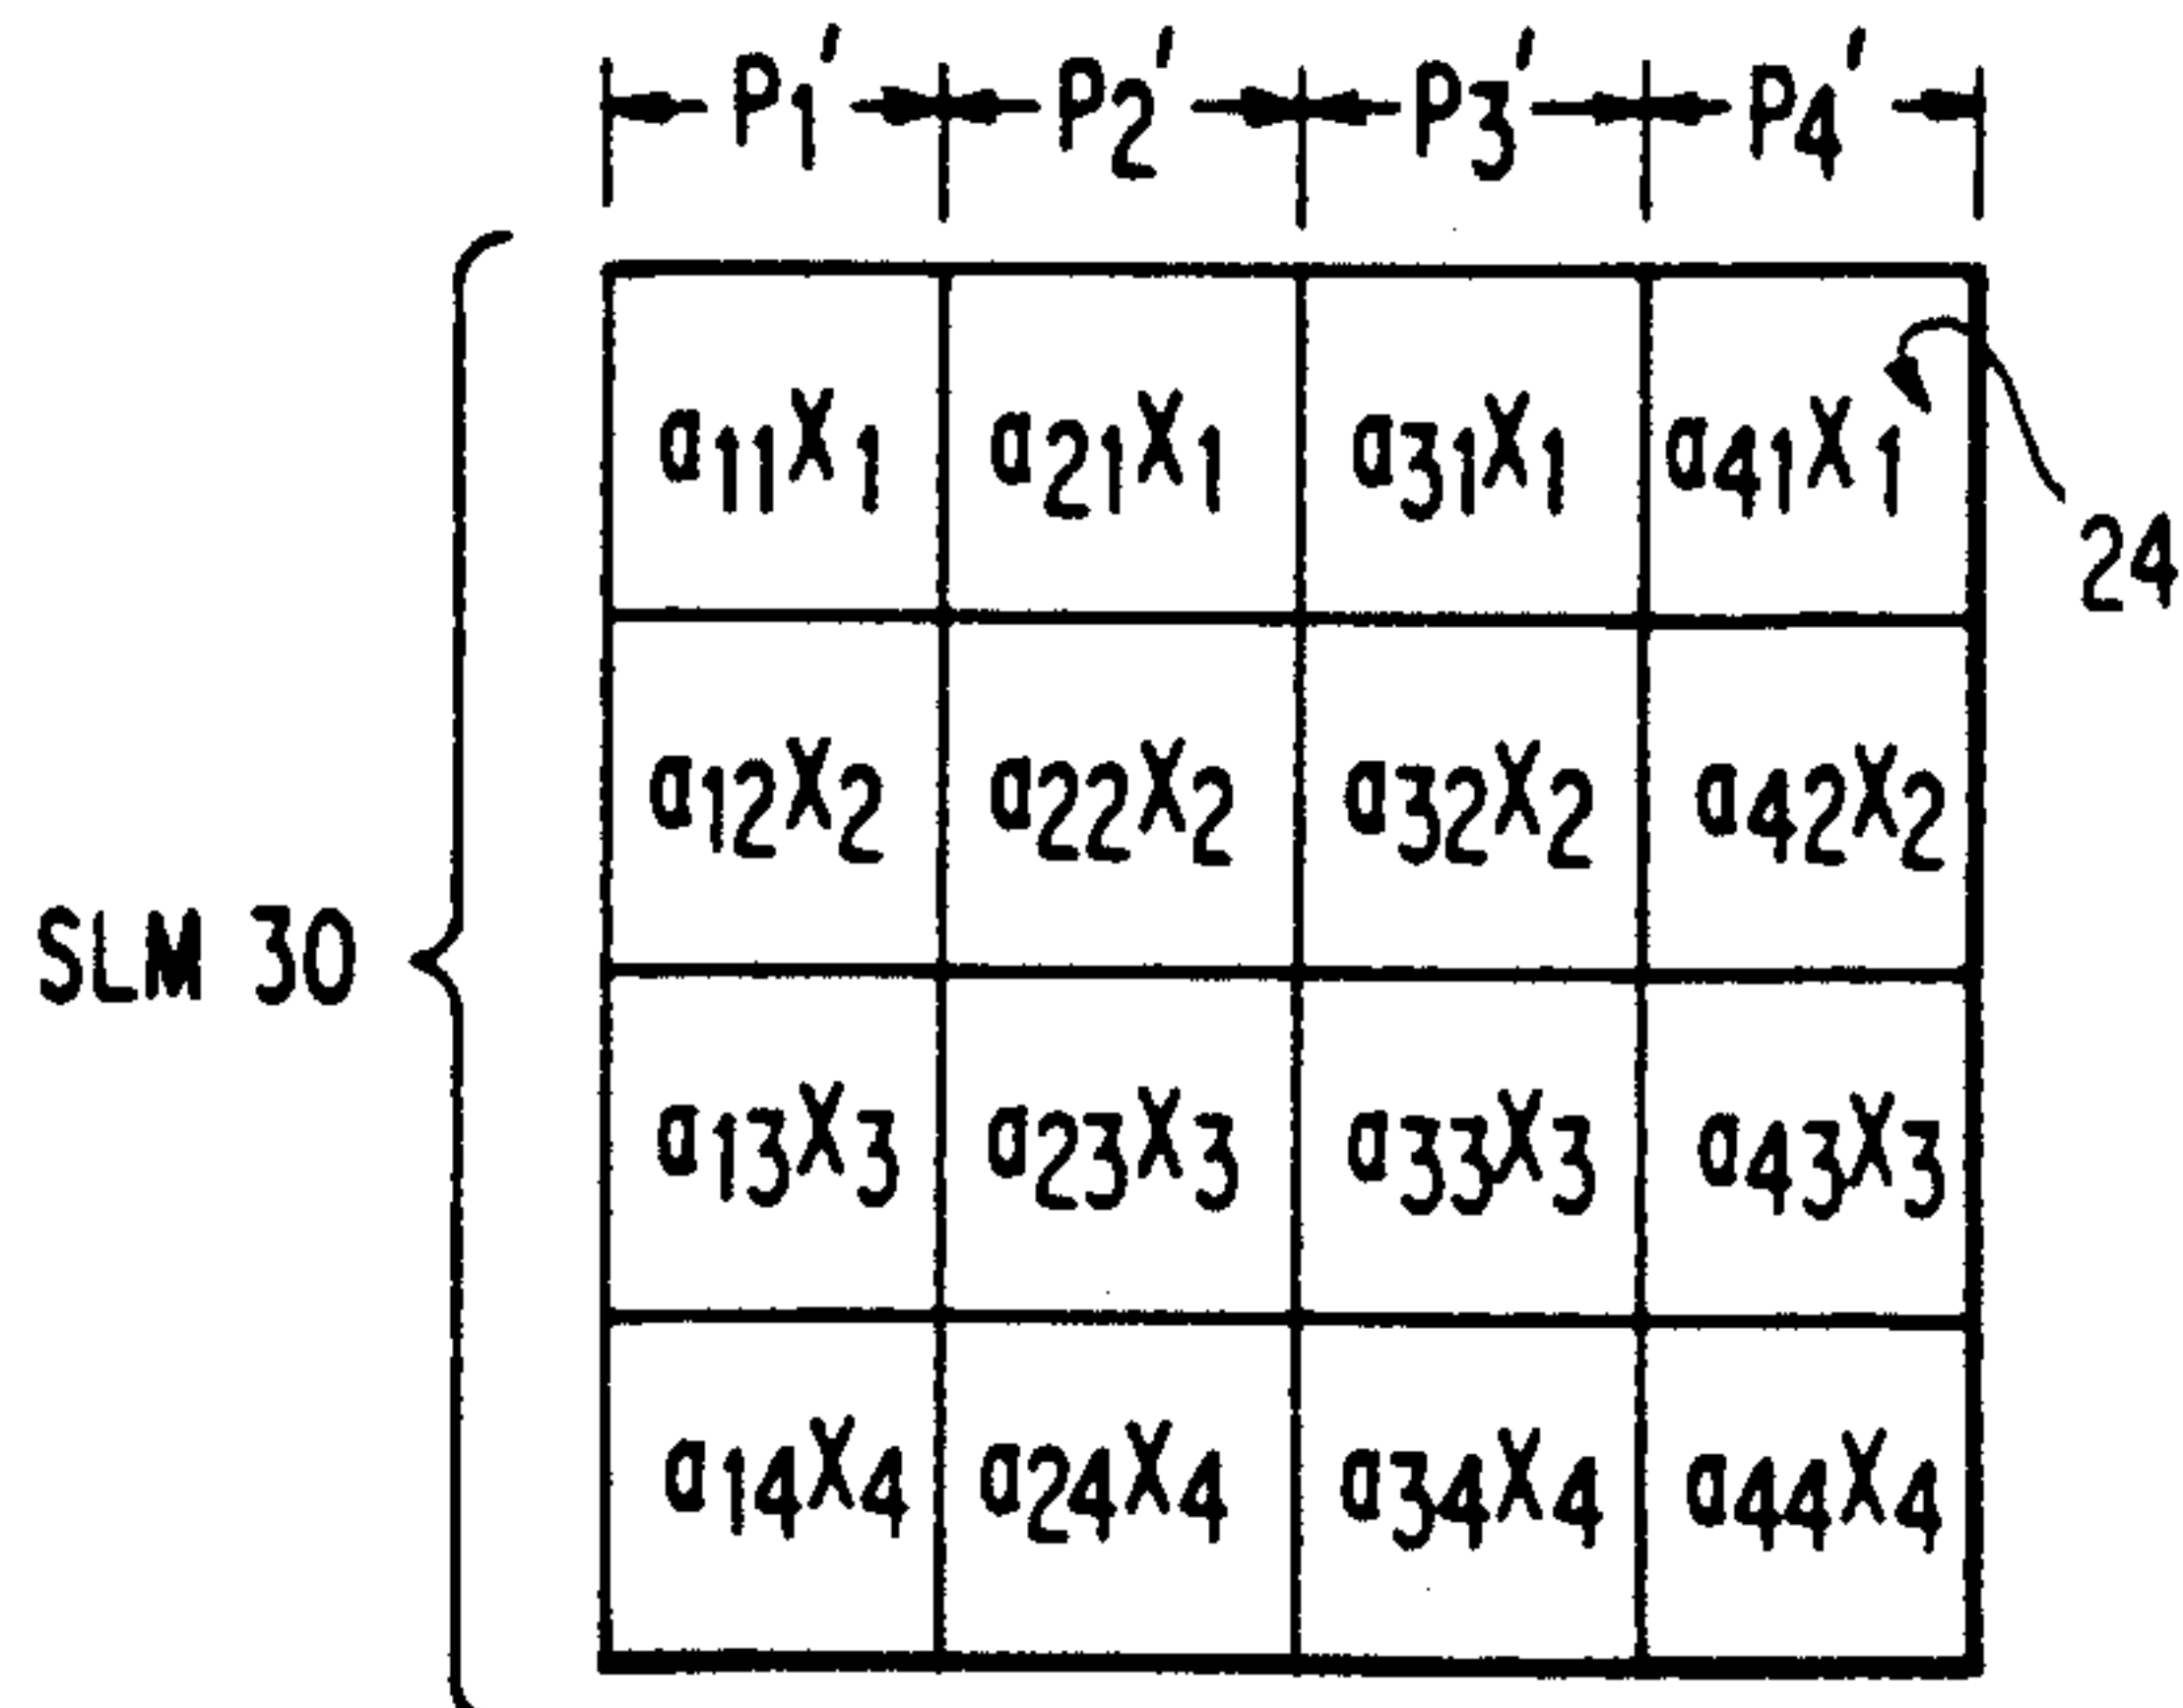 P₁′ P₂′ P₃′ P₄′
a₁₁X₁ a₂₁X₁ a₃₁X₁ a₄₁X₁
24
a₁₂X₂ a₂₂X₂ a₃₂X₂ a₄₂X₂
SLM 30
a₁₃X₃ a₂₃X₃ a₃₃X₃ a₄₃X₃
a₁₄X₄ a₂₄X₄ a₃₄X₄ a₄₄X₄